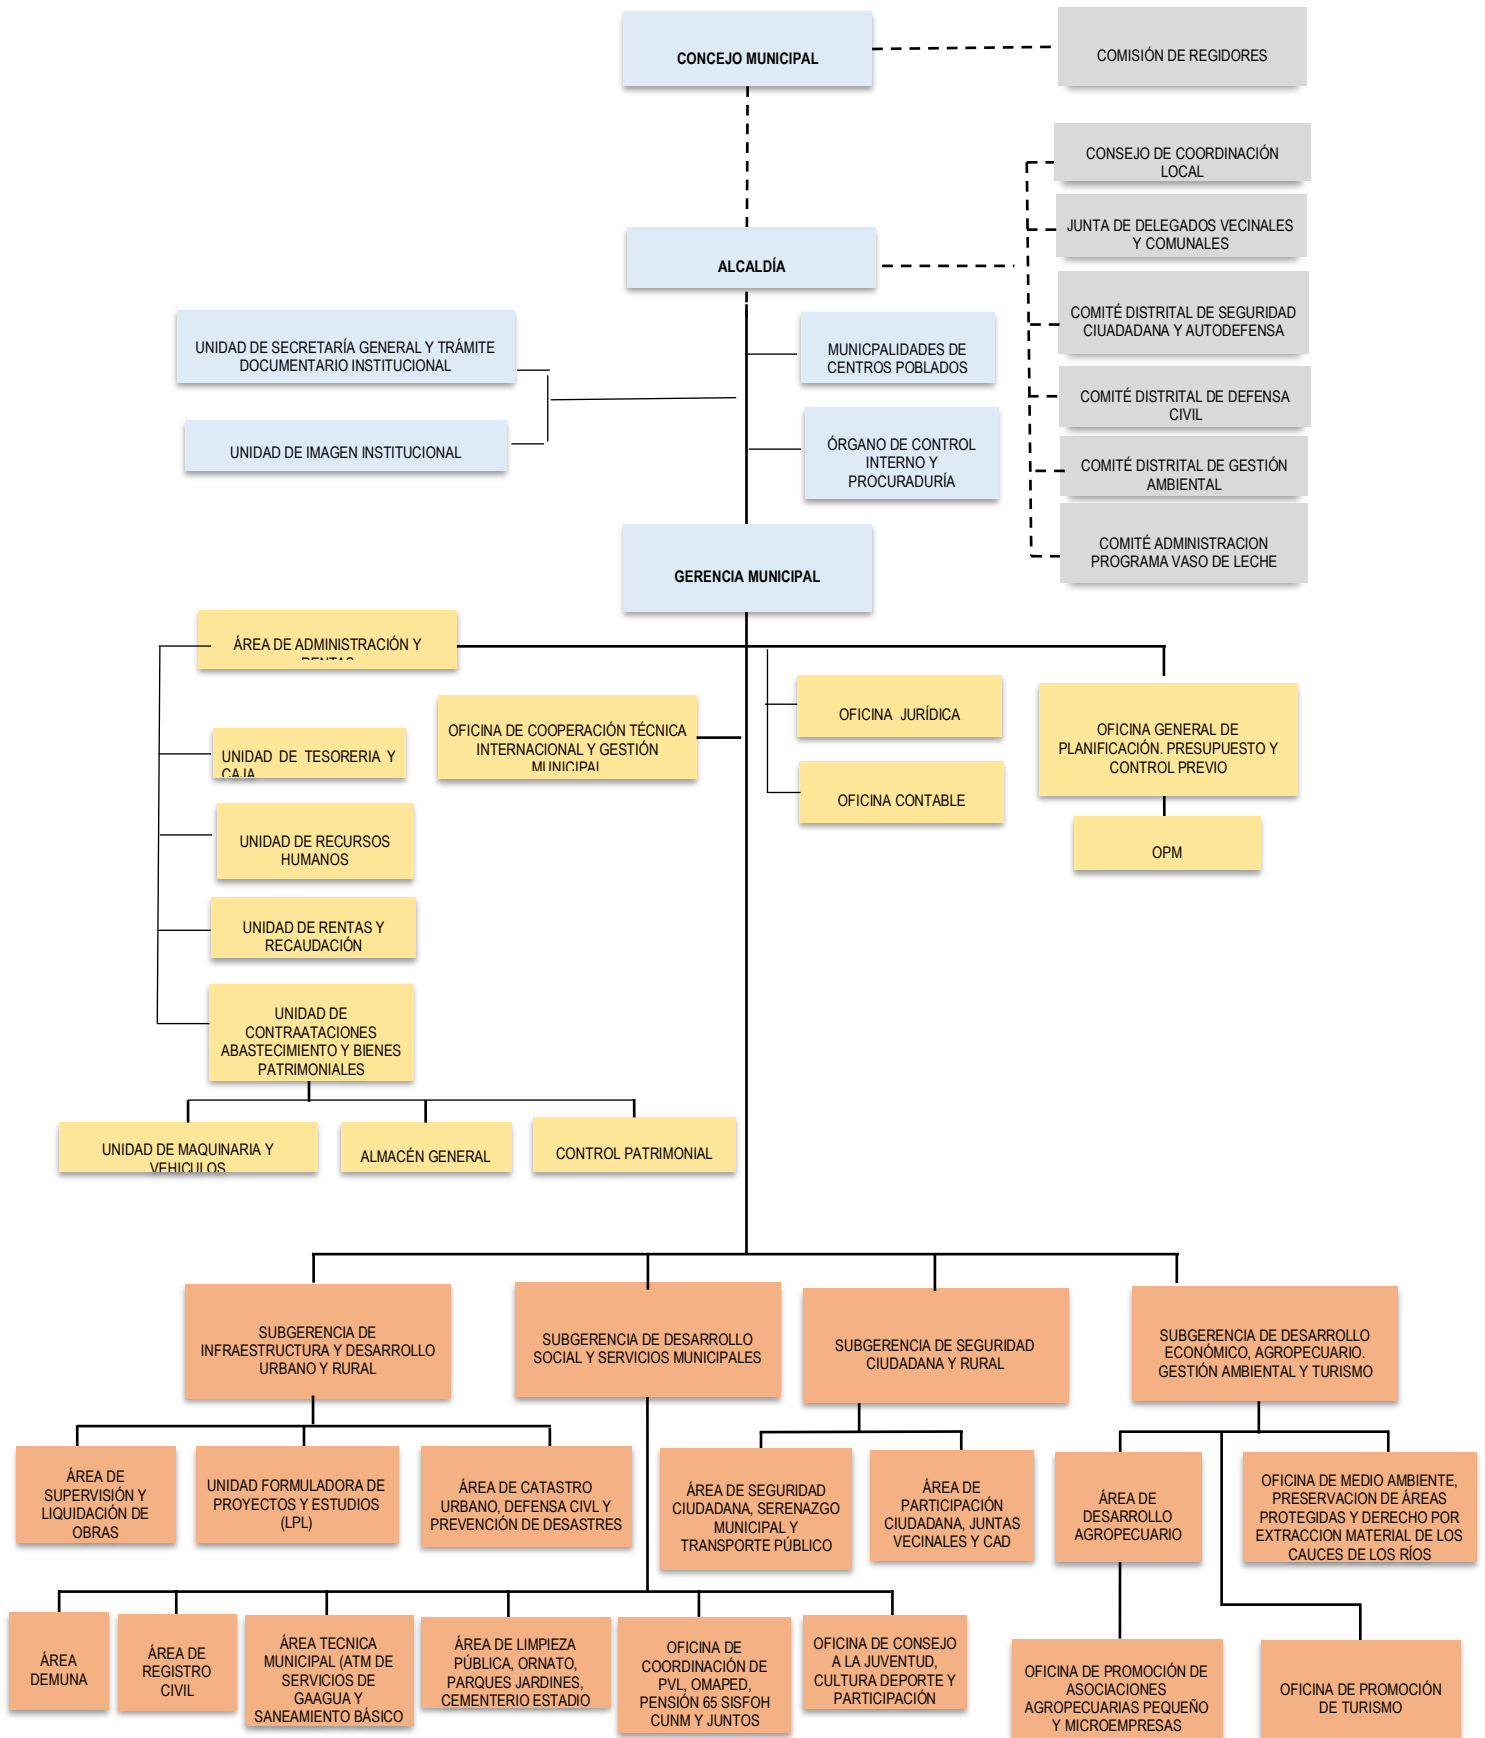 CONCEJO MUNICIPAL
COMISIÓN DE REGIDORES
CONSEJO DE COORDINACIÓN
LOCAL
JUNTA DE DELEGADOS VECINALES
Y COMUNALES
ALCALDÍA
COMITÉ DISTRITAL DE SEGURIDAD
CIUADADANA Y AUTODEFENSA
UNIDAD DE SECRETARÍA GENERAL Y TRÁMITE
DOCUMENTARIO INSTITUCIONAL
MUNICPALIDADES DE
CENTROS POBLADOS
COMITÉ DISTRITAL DE DEFENSA
CIVIL
UNIDAD DE IMAGEN INSTITUCIONAL
ÓRGANO DE CONTROL
INTERNO Y
PROCURADURÍA
COMITÉ DISTRITAL DE GESTIÓN
AMBIENTAL
COMITÉ ADMINISTRACION
PROGRAMA VASO DE LECHE
GERENCIA MUNICIPAL
ÁREA DE ADMINISTRACIÓN Y
RENTAS
OFICINA DE COOPERACIÓN TÉCNICA
INTERNACIONAL Y GESTIÓN
MUNICIPAL
OFICINA JURÍDICA
OFICINA GENERAL DE
PLANIFICACIÓN. PRESUPUESTO Y
CONTROL PREVIO
UNIDAD DE TESORERIA Y
CAJA
OFICINA CONTABLE
OPM
UNIDAD DE RECURSOS
HUMANOS
UNIDAD DE RENTAS Y
RECAUDACIÓN
UNIDAD DE
CONTRAATACIONES
ABASTECIMIENTO Y BIENES
PATRIMONIALES
UNIDAD DE MAQUINARIA Y
VEHICULOS
ALMACÉN GENERAL
CONTROL PATRIMONIAL
SUBGERENCIA DE
INFRAESTRUCTURA Y DESARROLLO
URBANO Y RURAL
SUBGERENCIA DE DESARROLLO
SOCIAL Y SERVICIOS MUNICIPALES
SUBGERENCIA DE SEGURIDAD
CIUDADANA Y RURAL
SUBGERENCIA DE DESARROLLO
ECONÓMICO, AGROPECUARIO.
GESTIÓN AMBIENTAL Y TURISMO
ÁREA DE
SUPERVISIÓN Y
LIQUIDACIÓN DE
OBRAS
UNIDAD FORMULADORA DE
PROYECTOS Y ESTUDIOS
(LPL)
ÁREA DE CATASTRO
URBANO, DEFENSA CIVL Y
PREVENCIÓN DE DESASTRES
ÁREA DE SEGURIDAD
CIUDADANA, SERENAZGO
MUNICIPAL Y
TRANSPORTE PÚBLICO
ÁREA DE
PARTICIPACIÓN
CIUDADANA, JUNTAS
VECINALES Y CAD
ÁREA DE
DESARROLLO
AGROPECUARIO
OFICINA DE MEDIO AMBIENTE,
PRESERVACION DE ÁREAS
PROTEGIDAS Y DERECHO POR
EXTRACCION MATERIAL DE LOS
CAUCES DE LOS RÍOS
ÁREA
DEMUNA
ÁREA DE
REGISTRO
CIVIL
ÁREA TECNICA
MUNICIPAL (ATM DE
SERVICIOS DE
GAAGUA Y
SANEAMIENTO BÁSICO
ÁREA DE LIMPIEZA
PÚBLICA, ORNATO,
PARQUES JARDINES,
CEMENTERIO ESTADIO
OFICINA DE
COORDINACIÓN DE
PVL, OMAPED,
PENSIÓN 65 SISFOH
CUNM Y JUNTOS
OFICINA DE CONSEJO
A LA JUVENTUD,
CULTURA DEPORTE Y
PARTICIPACIÓN
OFICINA DE PROMOCIÓN DE
ASOCIACIONES
AGROPECUARIAS PEQUEÑO
Y MICROEMPRESAS
OFICINA DE PROMOCIÓN
DE TURISMO